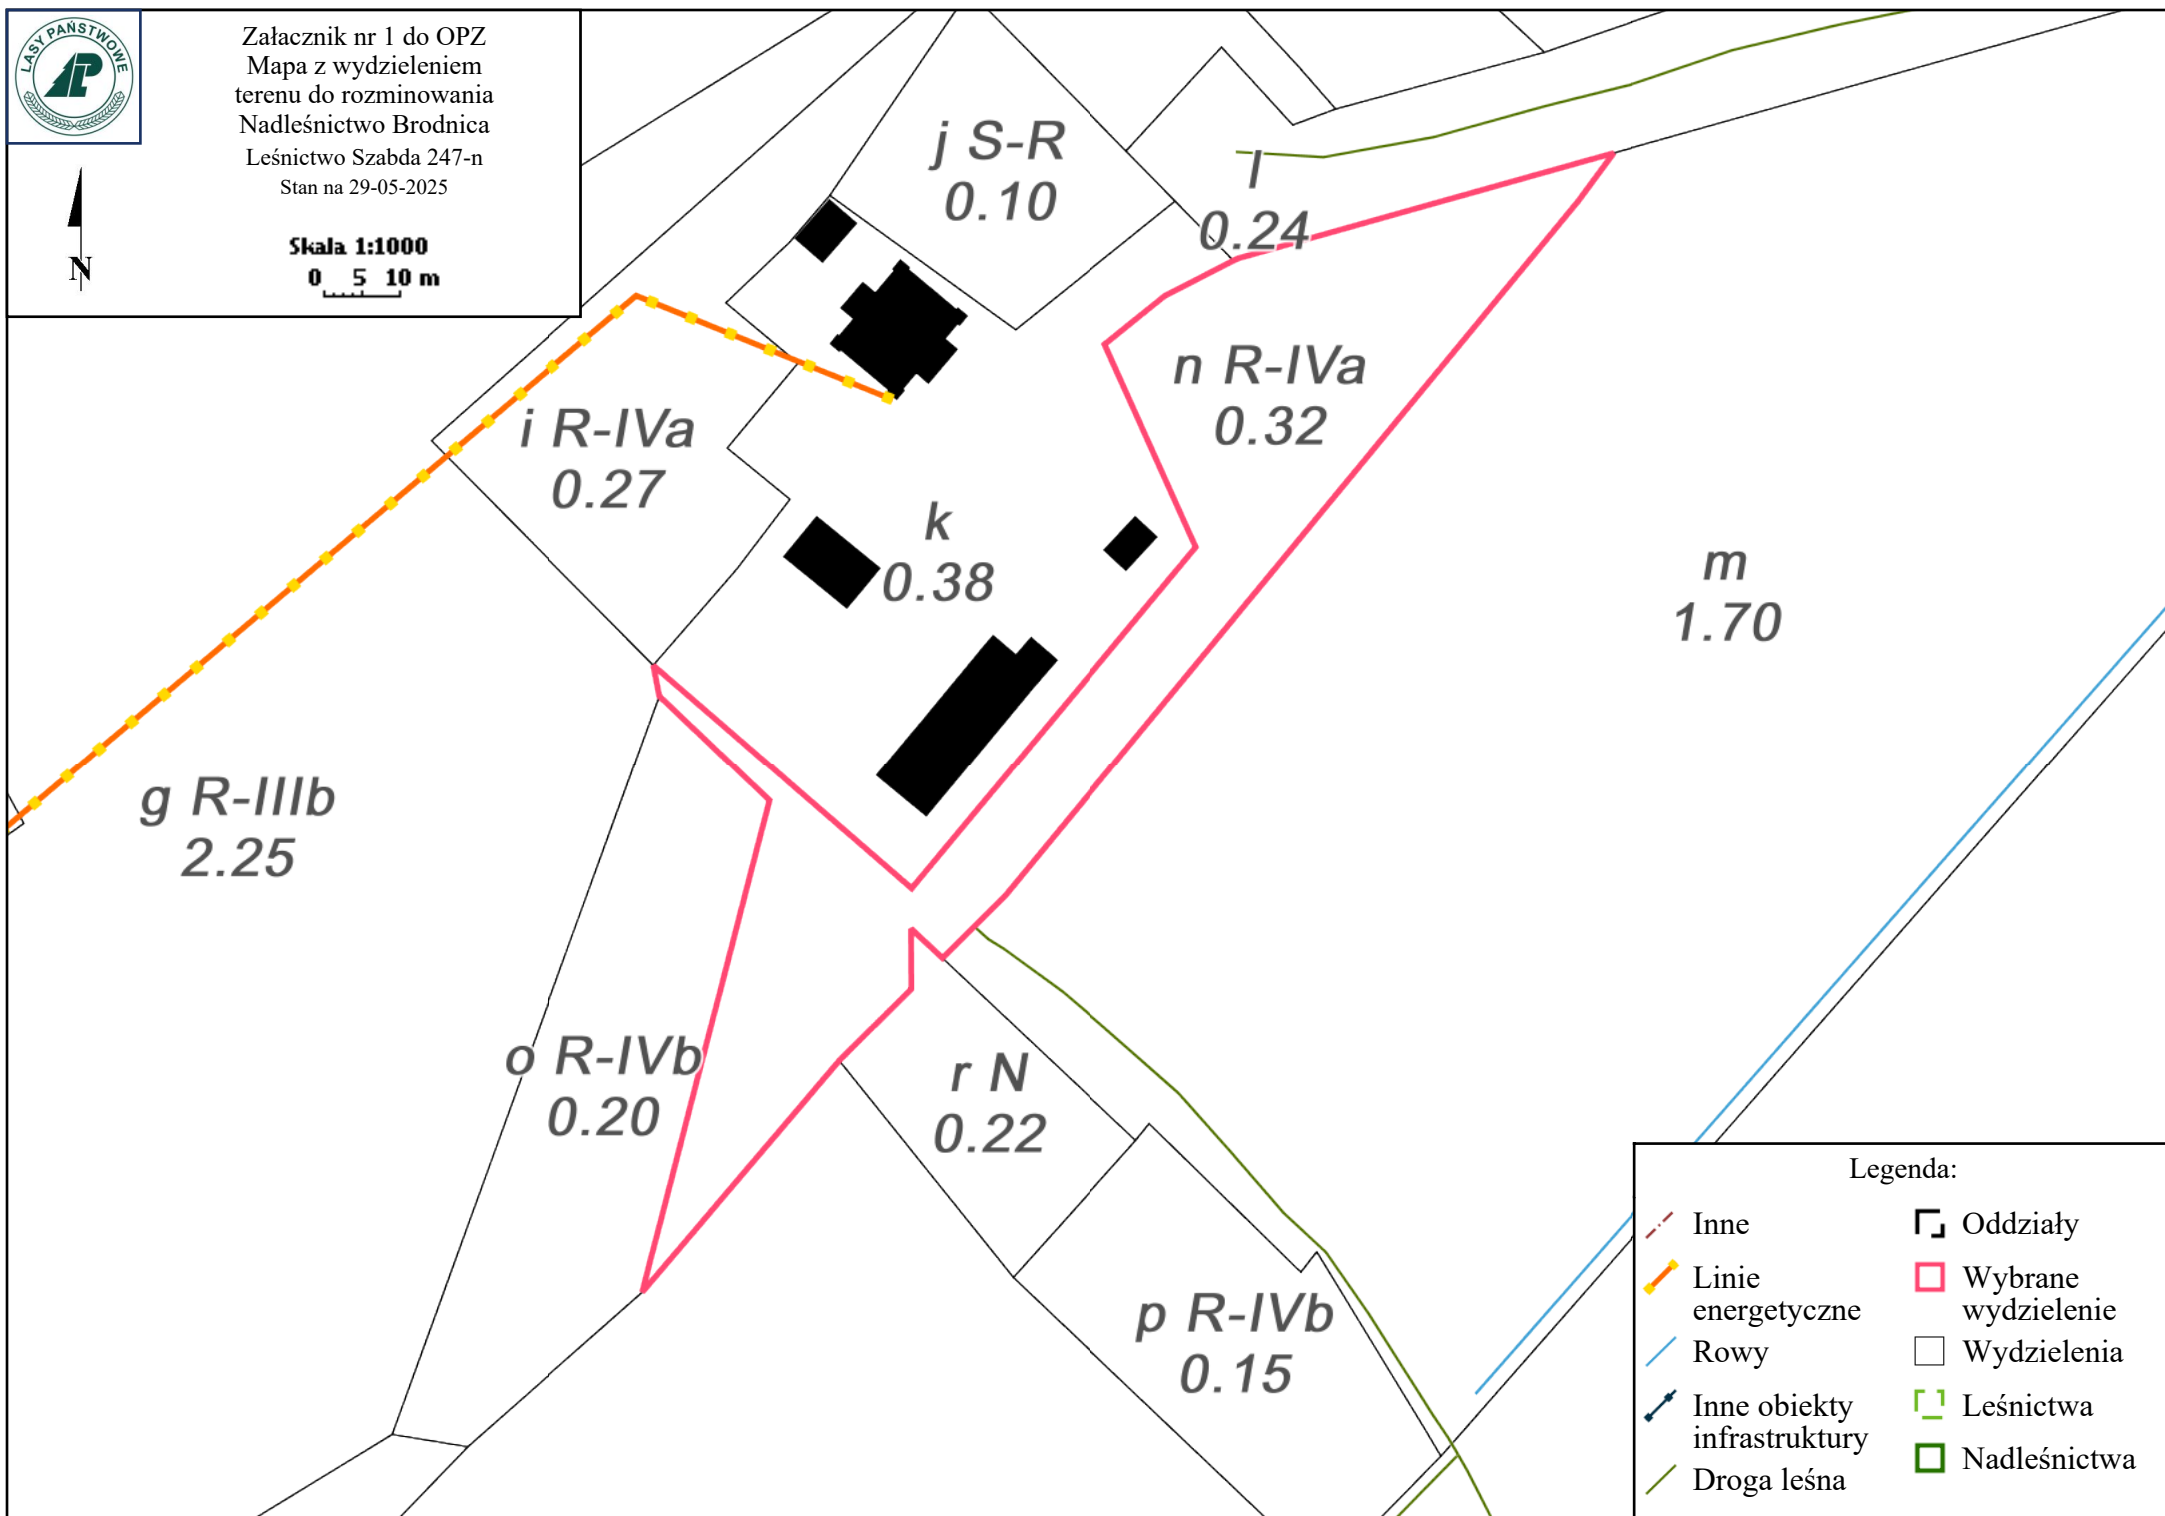 LASY PAŃSTWOWE
Załacznik nr 1 do OPZ
Mapa z wydzieleniem
terenu do rozminowania
Nadleśnictwo Brodnica
Leśnictwo Szabda 247-n
Stan na 29-05-2025
N
Skala 1:1000
0 5 10 m
j S-R
0.10
l
0.24
n R-IVa
0.32
i R-IVa
0.27
k
0.38
m
1.70
g R-IIIb
2.25
o R-IVb
0.20
r N
0.22
p R-IVb
0.15
Legenda:
Inne
Linie
energetyczne
Rowy
Inne obiekty
infrastruktury
Droga leśna
Oddziały
Wybrane
wydzielenie
Wydzielenia
Leśnictwa
Nadleśnictwa